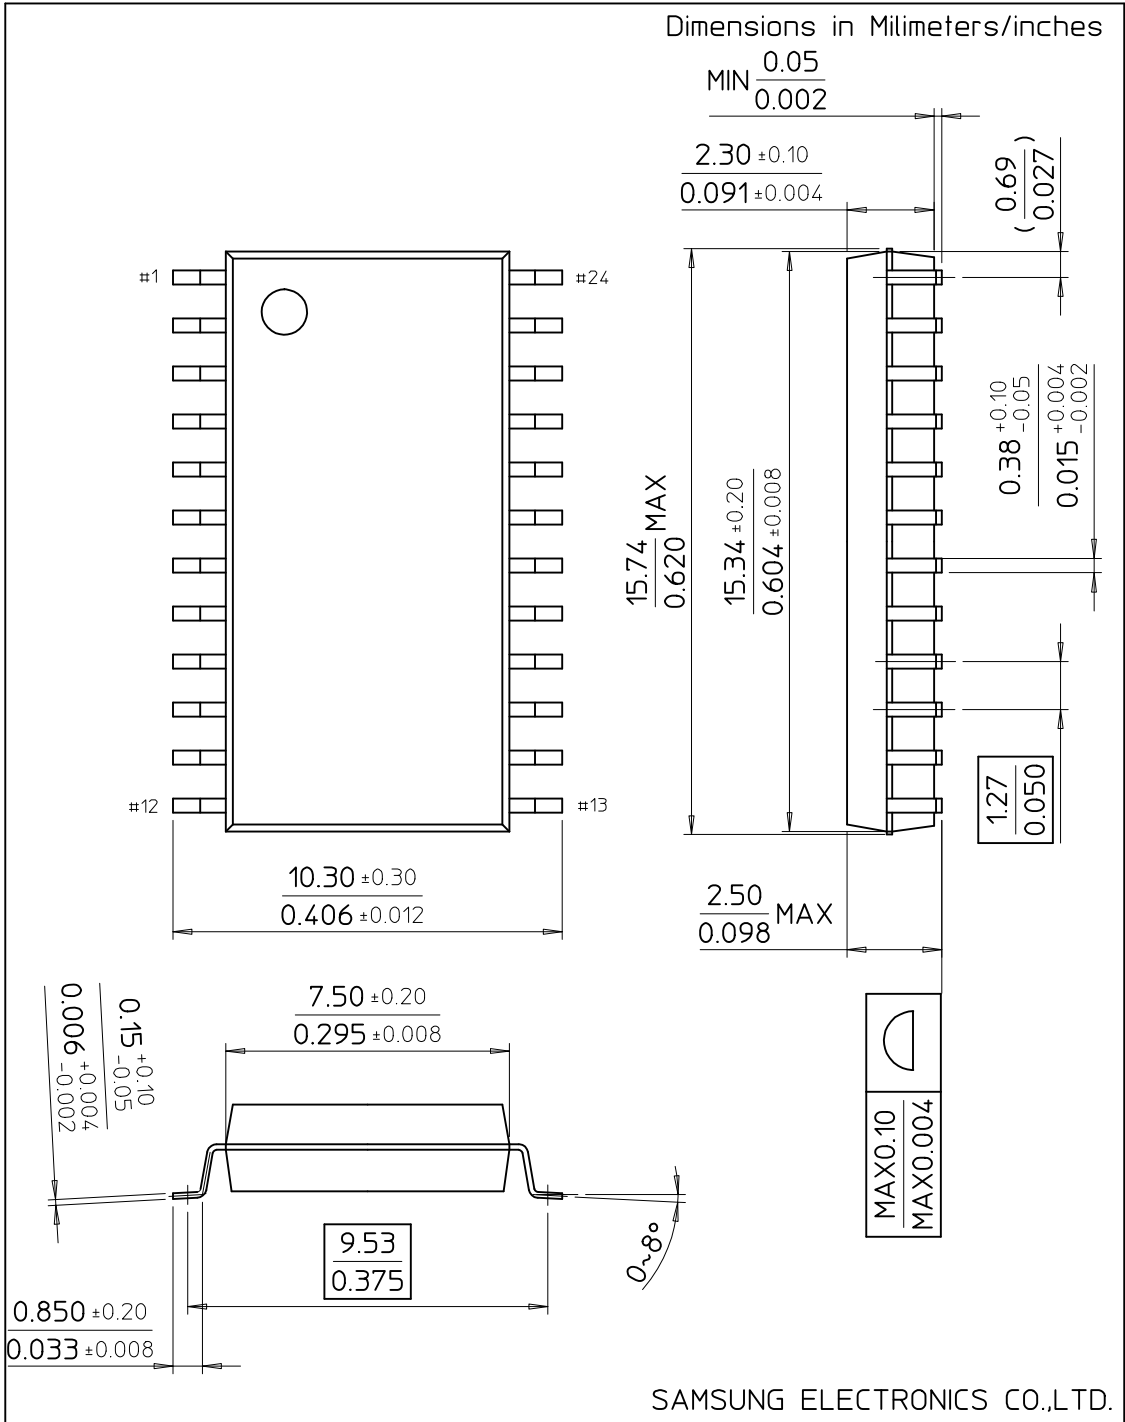 Dimensions in Milimeters/inches
MIN 0.05
0.002
2.30 ±0.10
0.091 ±0.004
( 0.69 )
0.027
#1
#24
0.38 +0.10 -0.05
0.015 +0.004 -0.002
15.74 MAX
0.620
15.34 ±0.20
0.604 ±0.008
1.27
0.050
#12
#13
10.30 ±0.30
0.406 ±0.012
2.50 MAX
0.098
0.15 +0.10 -0.05
0.006 +0.004 -0.002
7.50 ±0.20
0.295 ±0.008
MAX0.10
MAX0.004
9.53
0.375
0~8°
0.850 ±0.20
0.033 ±0.008
SAMSUNG ELECTRONICS CO.,LTD.